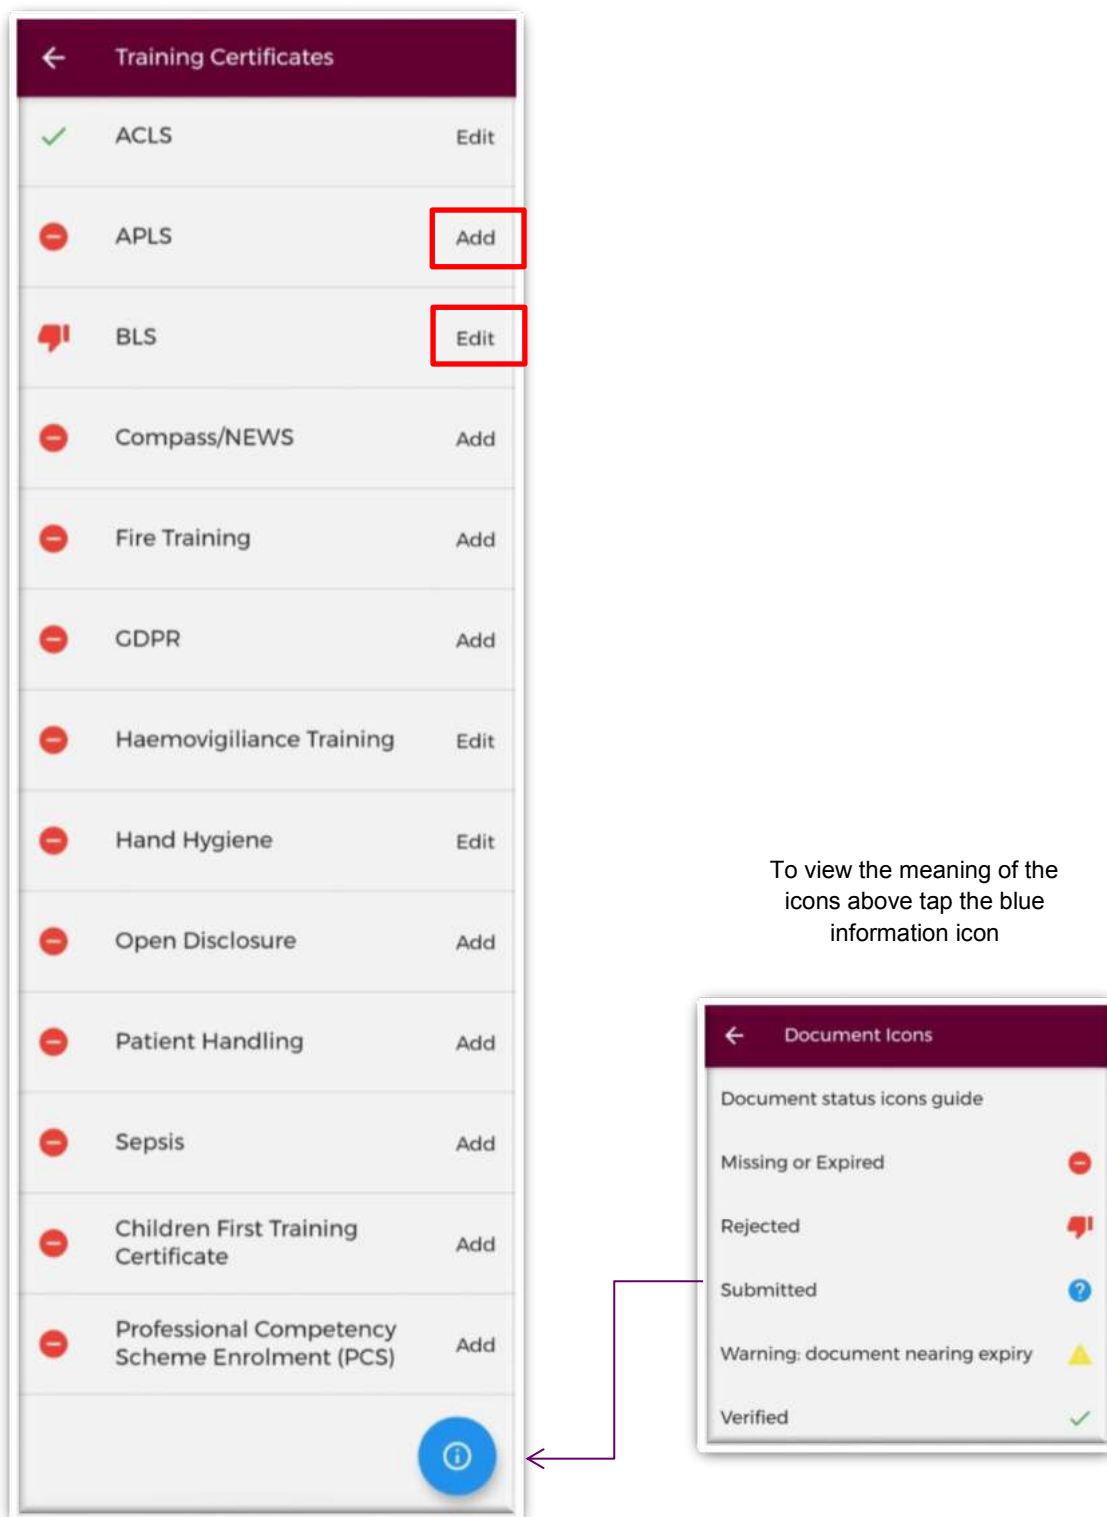 Training Certificates
ACLS Edit
APLS Add
BLS Edit
Compass/NEWS Add
Fire Training Add
GDPR Add
Haemovigiliance Training Edit
Hand Hygiene Edit
Open Disclosure Add
Patient Handling Add
Sepsis Add
Children First Training
Certificate Add
Professional Competency
Scheme Enrolment (PCS) Add
To view the meaning of the
icons above tap the blue
information icon
Document Icons
Document status icons guide
Missing or Expired
Rejected
Submitted
Warning: document nearing expiry
Verified